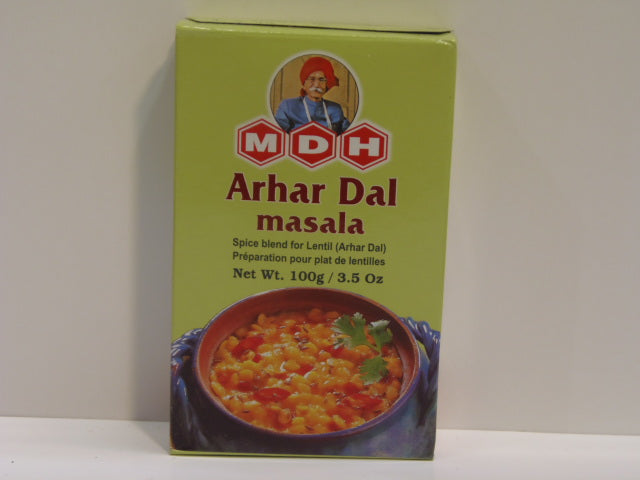 MDH
Arhar Dal
masala
Spice blend for Lentil (Arhar Dal)
Préparation pour plat de lentilles
Net Wt. 100g / 3.5 Oz